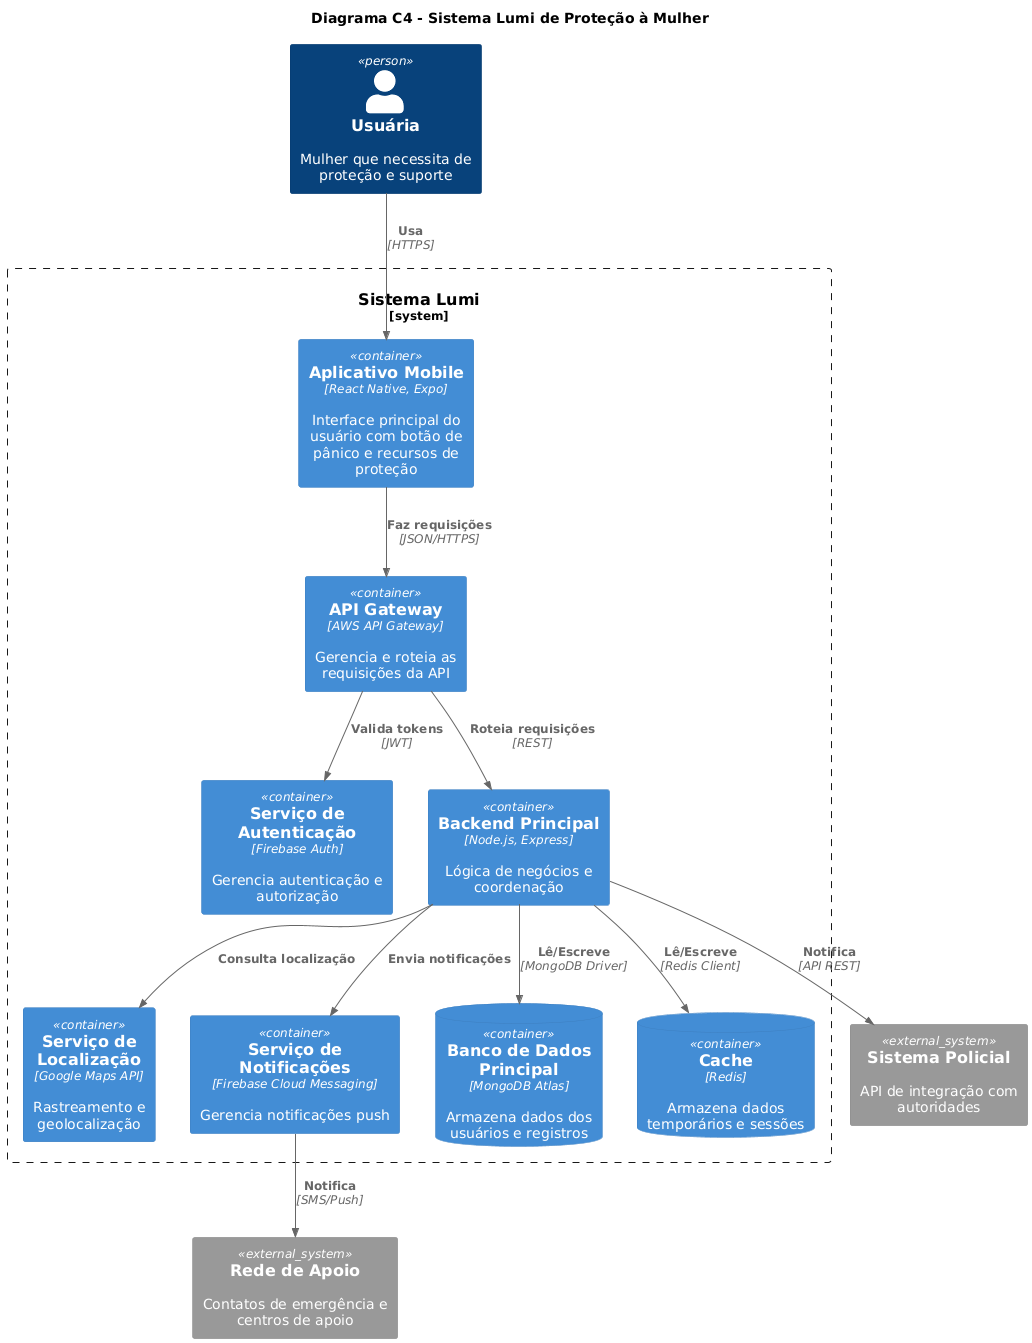 Diagrama C4 - Sistema Lumi de Proteção à Mulher
«person»
Usuária
Mulher que necessita de
proteção e suporte
Usa
[HTTPS]
Sistema Lumi
[system]
«container»
Aplicativo Mobile
[React Native, Expo]
Interface principal do
usuário com botão de
pânico e recursos de
proteção
Faz requisições
[JSON/HTTPS]
«container»
API Gateway
[AWS API Gateway]
Gerencia e roteia as
requisições da API
Valida tokens
[JWT]
Roteia requisições
[REST]
«container»
Serviço de
Autenticação
[Firebase Auth]
Gerencia autenticação e
autorização
«container»
Backend Principal
[Node.js, Express]
Lógica de negócios e
coordenação
Consulta localização
Envia notificações
Lê/Escreve
[MongoDB Driver]
Lê/Escreve
[Redis Client]
Notifica
[API REST]
«container»
Serviço de
Localização
[Google Maps API]
Rastreamento e
geolocalização
«container»
Serviço de
Notificações
[Firebase Cloud Messaging]
Gerencia notificações push
«container»
Banco de Dados
Principal
[MongoDB Atlas]
Armazena dados dos
usuários e registros
«container»
Cache
[Redis]
Armazena dados
temporários e sessões
«external_system»
Sistema Policial
API de integração com
autoridades
Notifica
[SMS/Push]
«external_system»
Rede de Apoio
Contatos de emergência e
centros de apoio